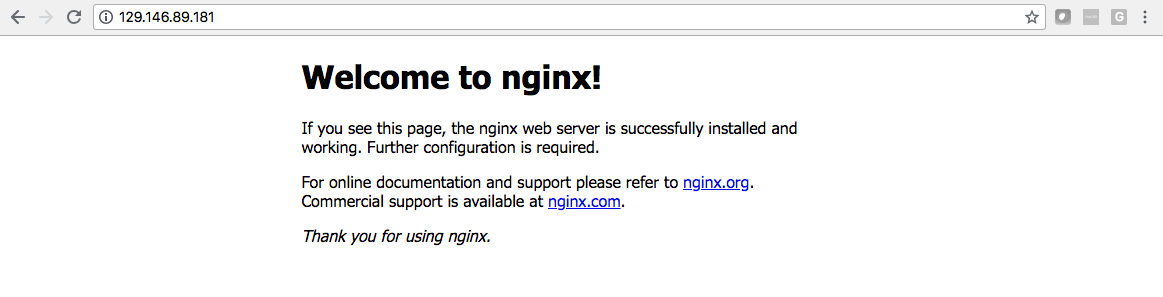 129.146.89.181
Welcome to nginx!
If you see this page, the nginx web server is successfully installed and
working. Further configuration is required.
For online documentation and support please refer to nginx.org.
Commercial support is available at nginx.com.
Thank you for using nginx.